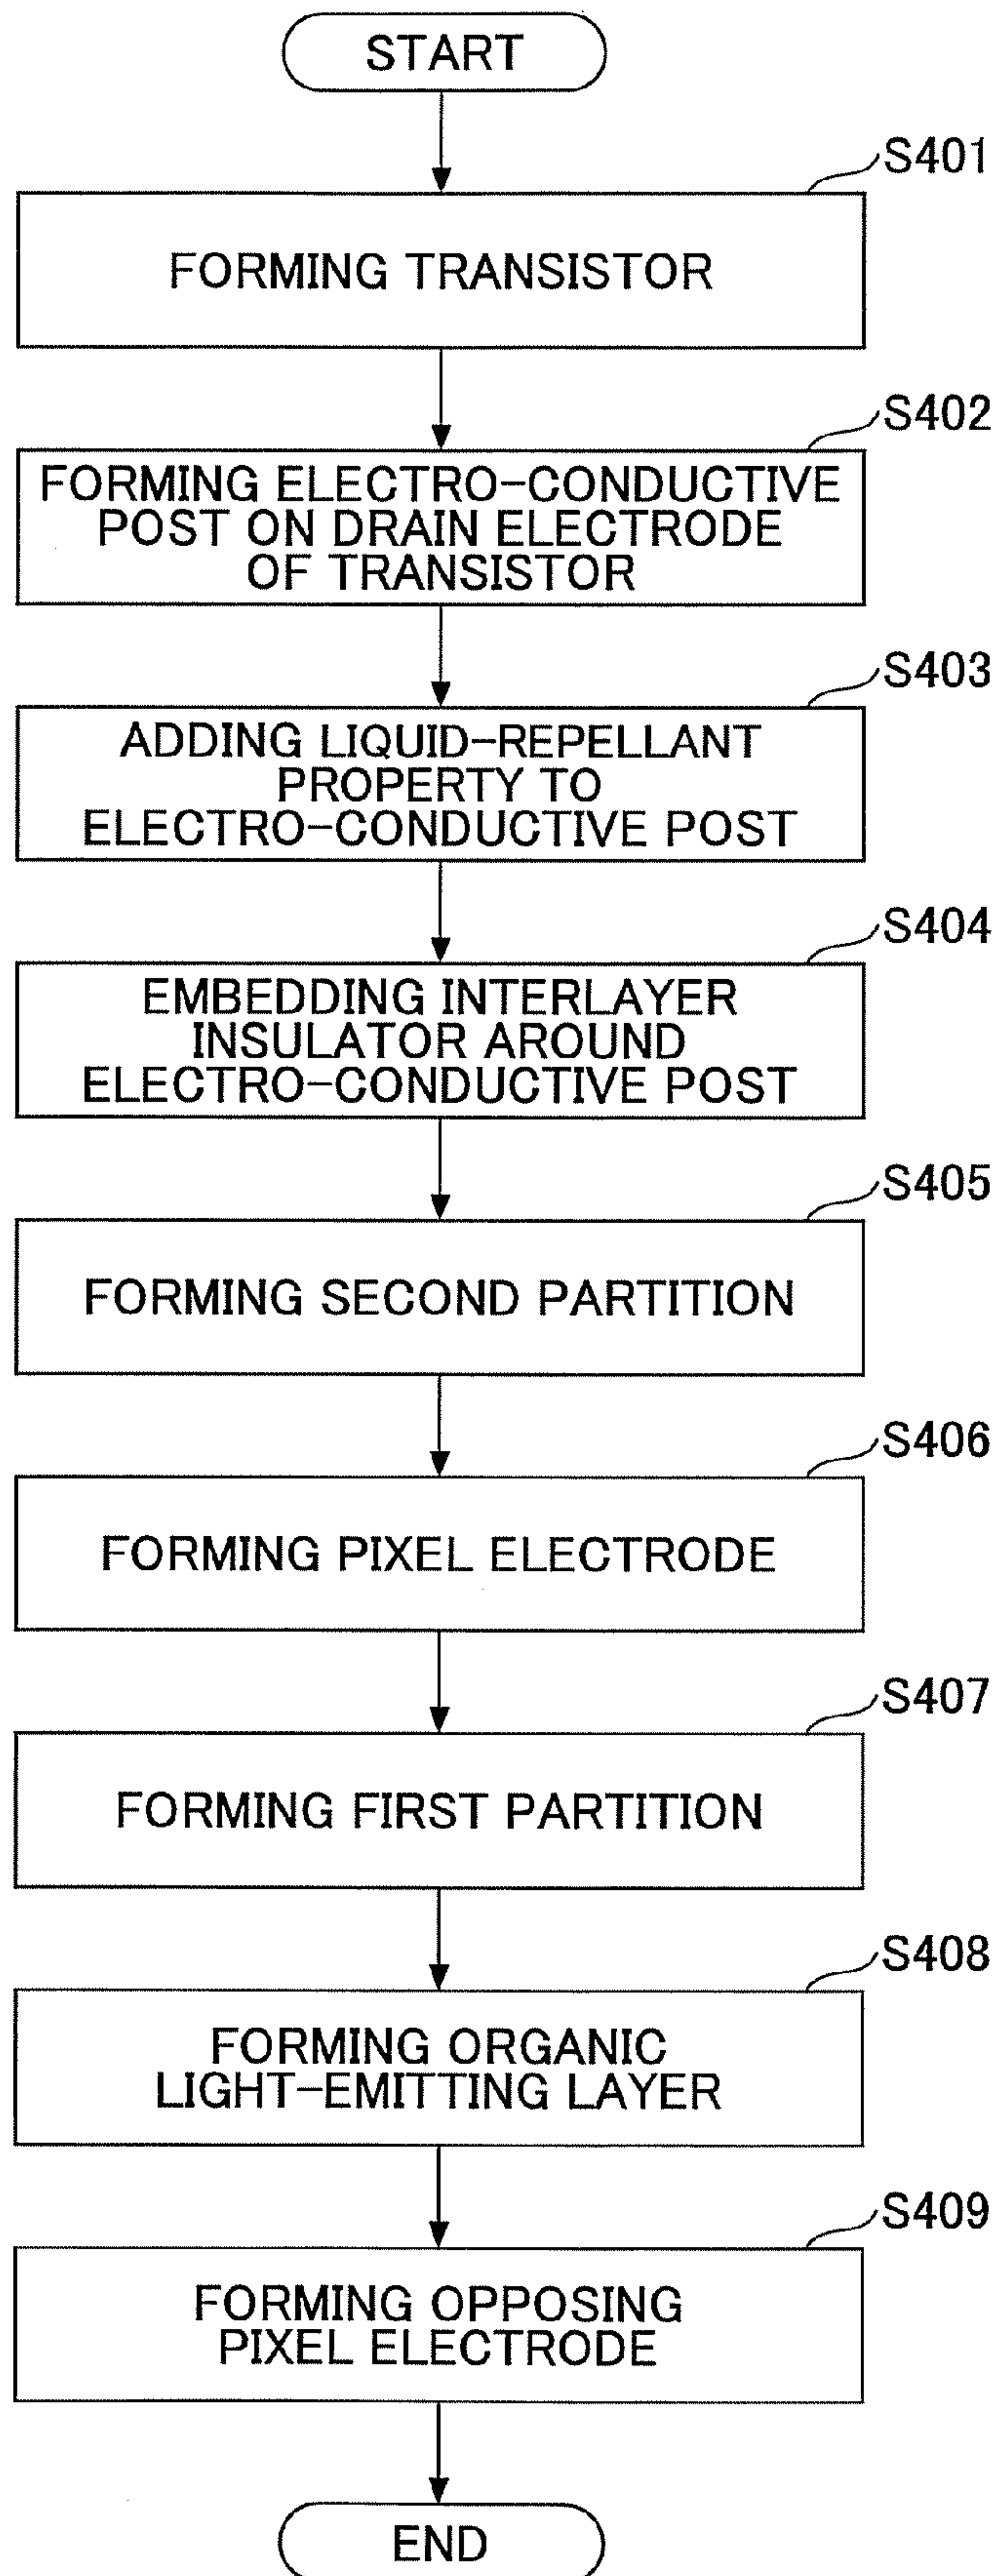 START
S401
FORMING TRANSISTOR
S402
FORMING ELECTRO-CONDUCTIVE
POST ON DRAIN ELECTRODE
OF TRANSISTOR
S403
ADDING LIQUID-REPELLANT
PROPERTY TO
ELECTRO-CONDUCTIVE POST
S404
EMBEDDING INTERLAYER
INSULATOR AROUND
ELECTRO-CONDUCTIVE POST
S405
FORMING SECOND PARTITION
S406
FORMING PIXEL ELECTRODE
S407
FORMING FIRST PARTITION
S408
FORMING ORGANIC
LIGHT-EMITTING LAYER
S409
FORMING OPPOSING
PIXEL ELECTRODE
END